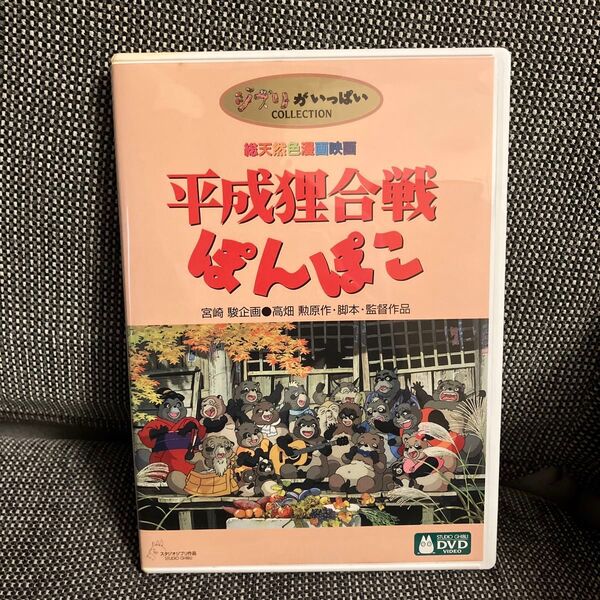 ジブリがいっぱい
COLLECTION
総天然色漫画映画
平成狸合戦
ぽんぽこ
宮崎 駿企画●高畑 勲原作・脚本・監督作品
スタジオジブリ作品
STUDIO GHIBLI
STUDIO GHIBLI
DVD
VIDEO